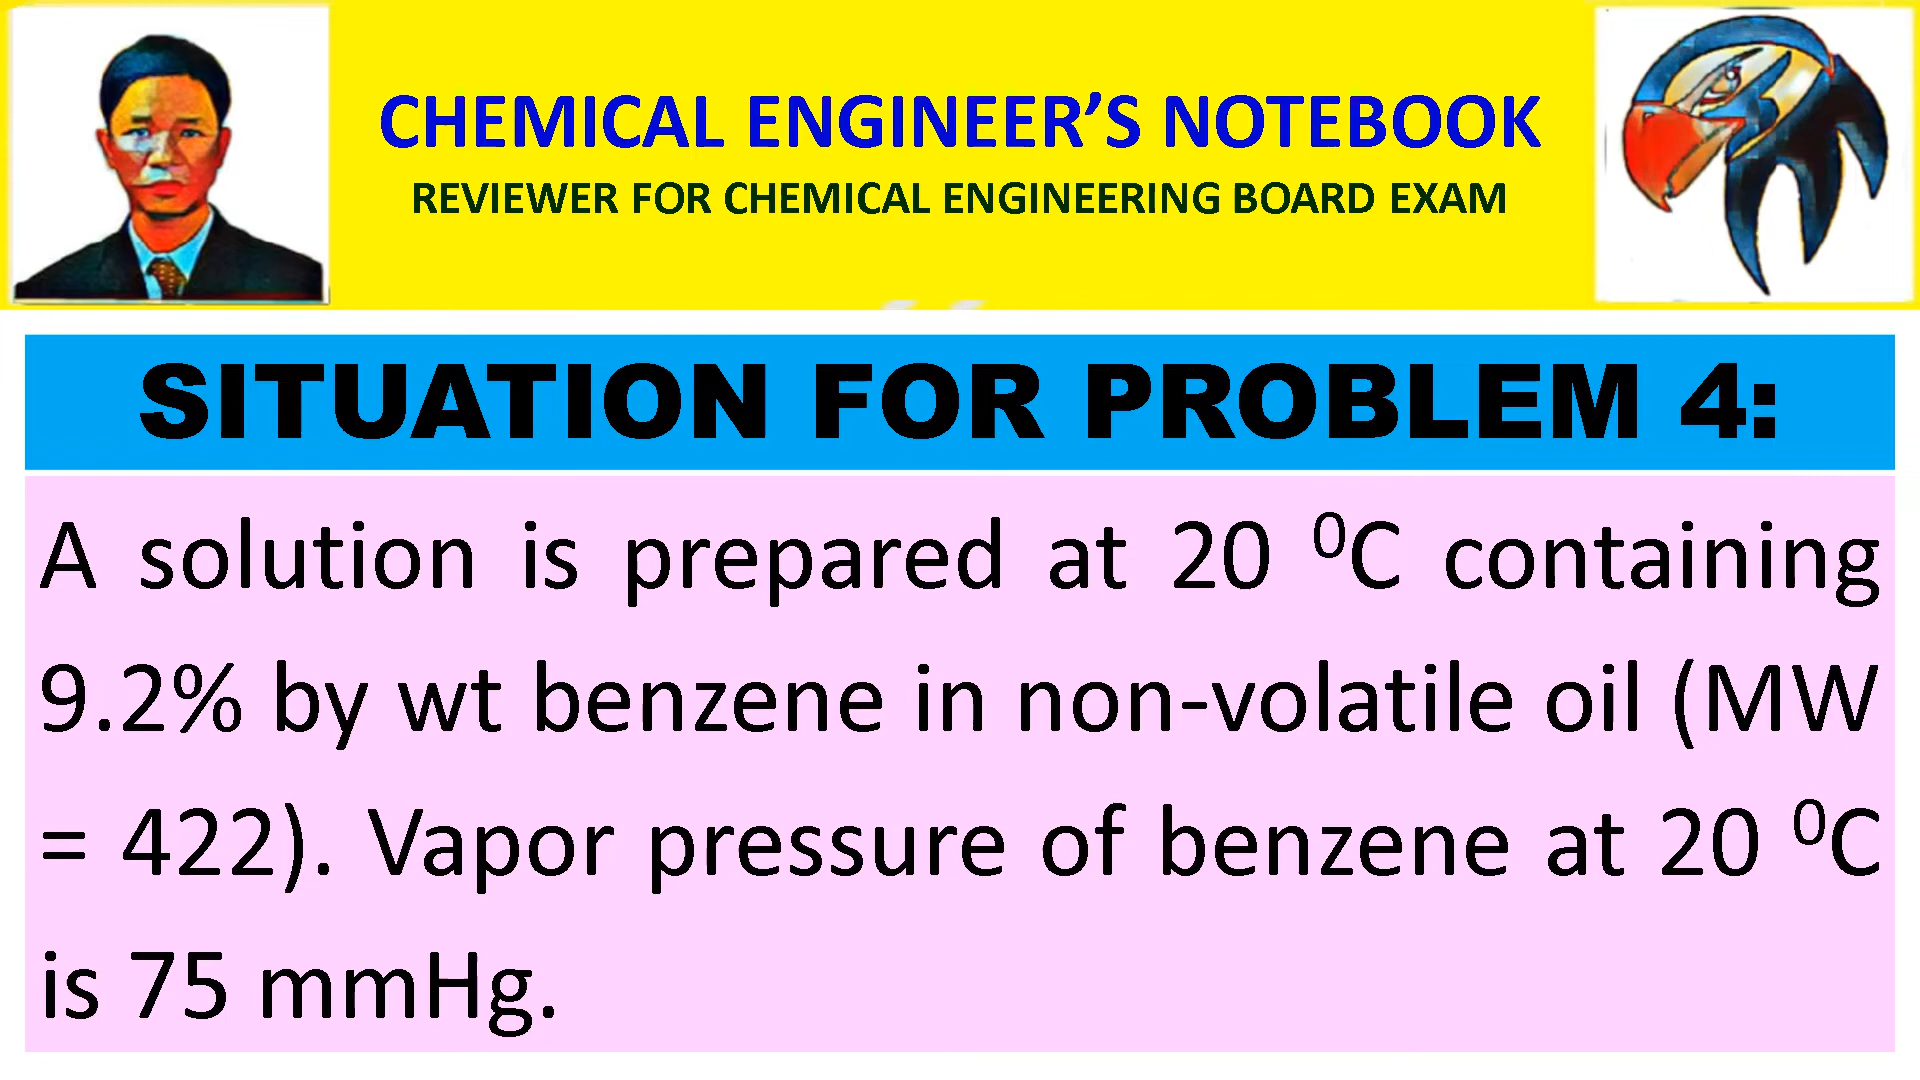 CHEMICAL ENGINEER’S NOTEBOOK
REVIEWER FOR CHEMICAL ENGINEERING BOARD EXAM
SITUATION FOR PROBLEM 4:
A solution is prepared at 20 ⁰C containing
9.2% by wt benzene in non-volatile oil (MW
= 422). Vapor pressure of benzene at 20 ⁰C
is 75 mmHg.